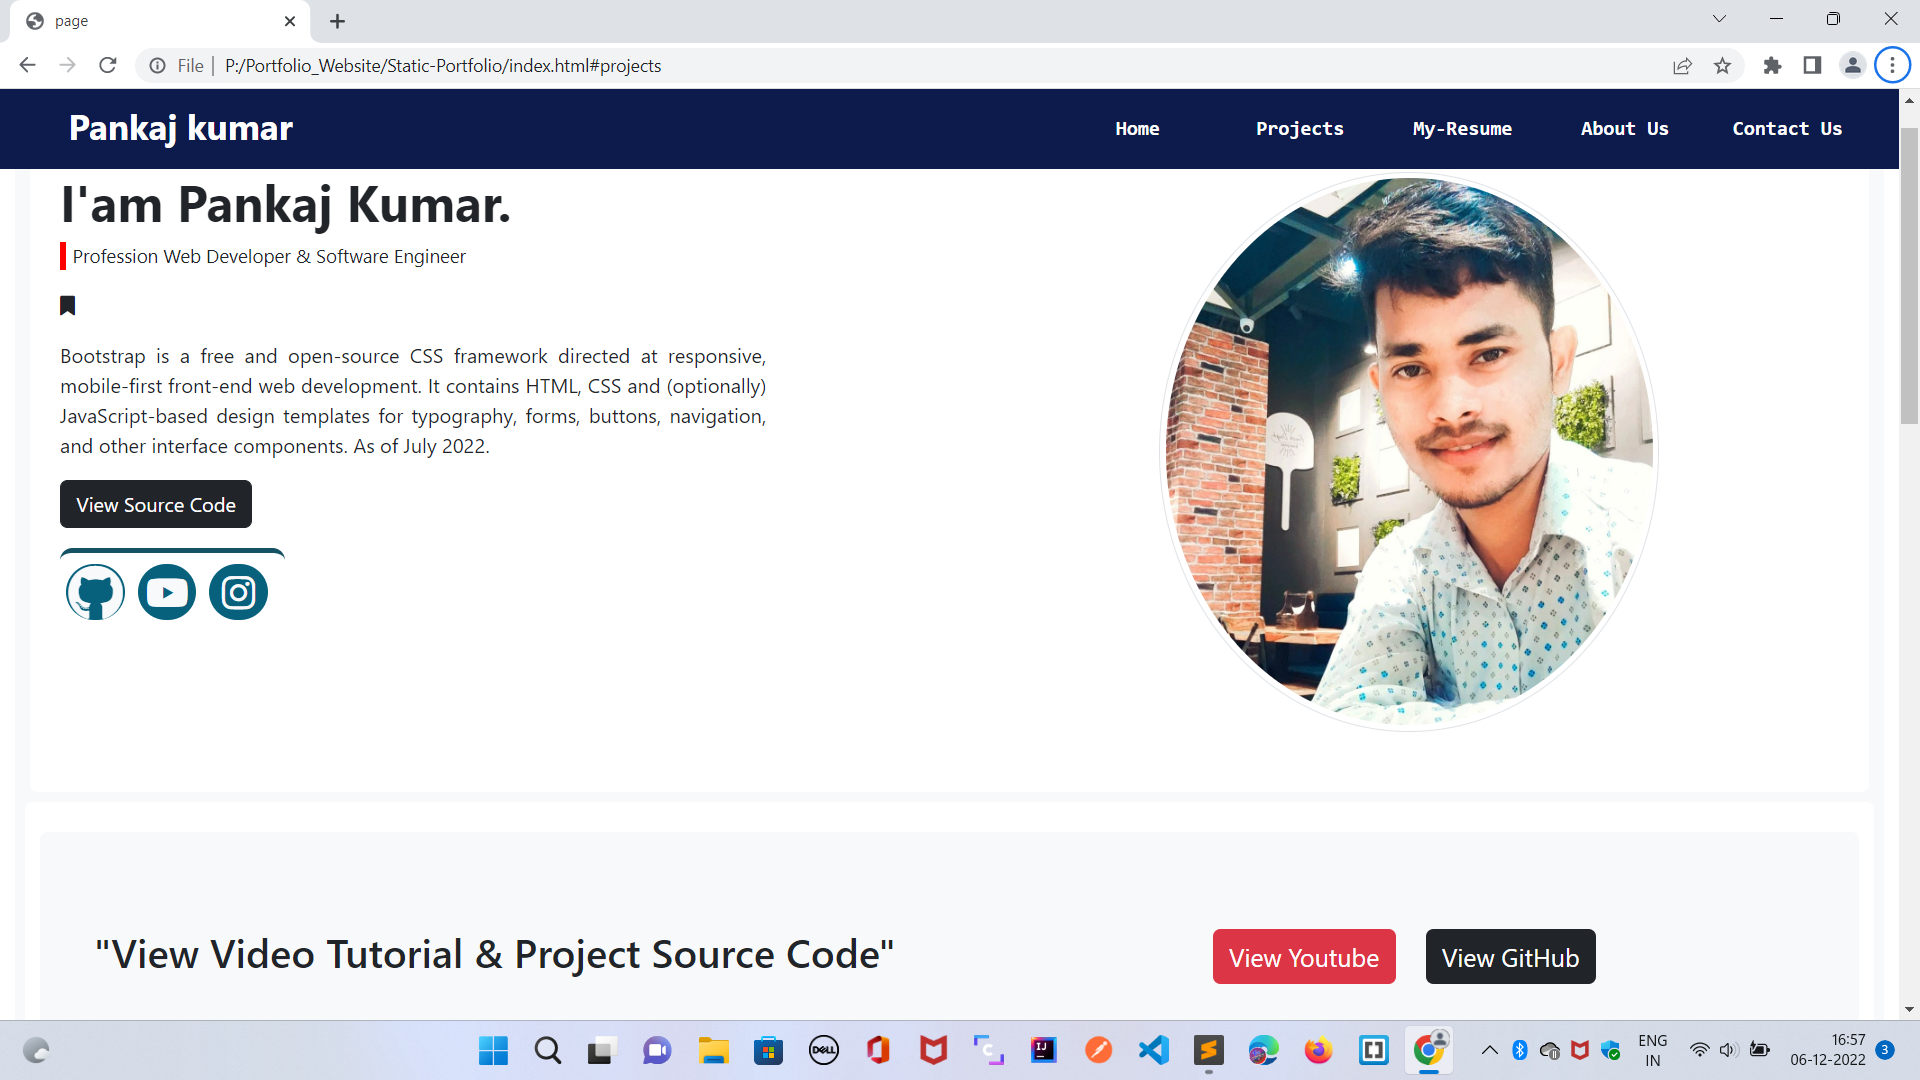 page
File | P:/Portfolio_Website/Static-Portfolio/index.html#projects
Pankaj kumar
Home Projects My-Resume About Us Contact Us
I'am Pankaj Kumar.
Profession Web Developer & Software Engineer
Bootstrap is a free and open-source CSS framework directed at responsive,
mobile-first front-end web development. It contains HTML, CSS and (optionally)
JavaScript-based design templates for typography, forms, buttons, navigation,
and other interface components. As of July 2022.
View Source Code
"View Video Tutorial & Project Source Code"
View Youtube View GitHub
DELL
IJ
ENG
IN
16:57
06-12-2022
3